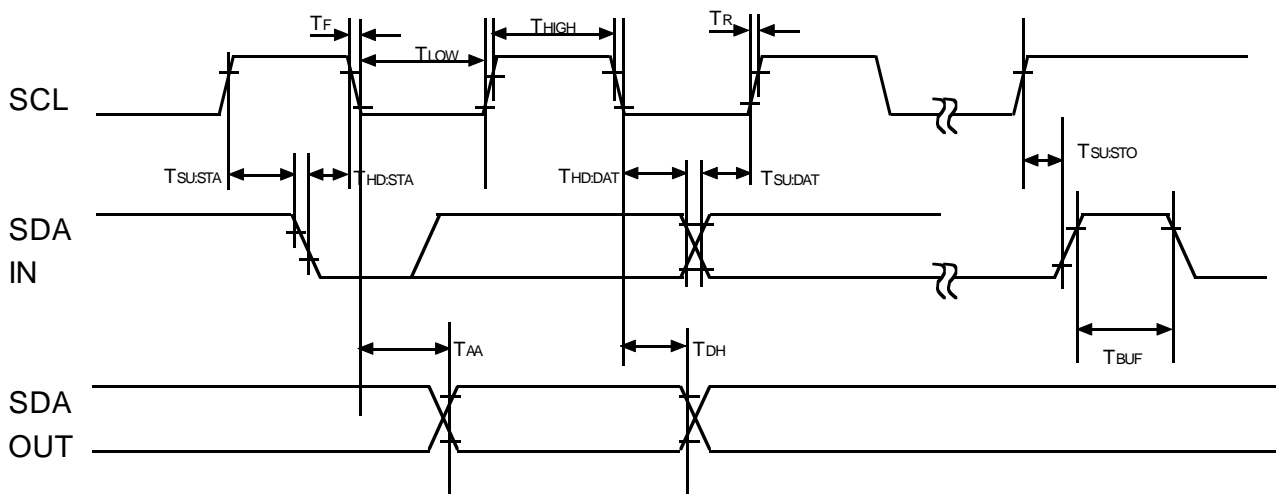 TF
THIGH
TR
TLOW
SCL
TSU:STA
THD:STA
THD:DAT
TSU:DAT
TSU:STO
SDA
IN
TAA
TDH
TBUF
SDA
OUT